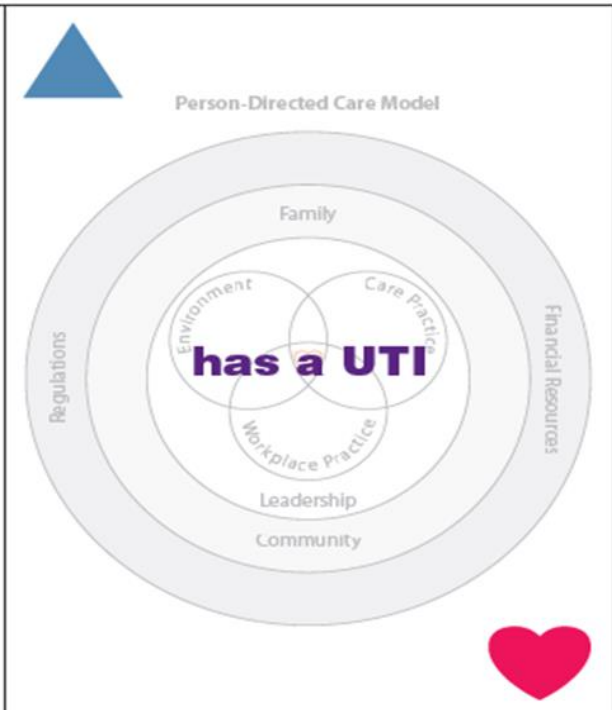 Person-Directed Care Model
Family
Environment
Care Practice
Regulations
Financial Resources
has a UTI
Workplace Practice
Leadership
Community